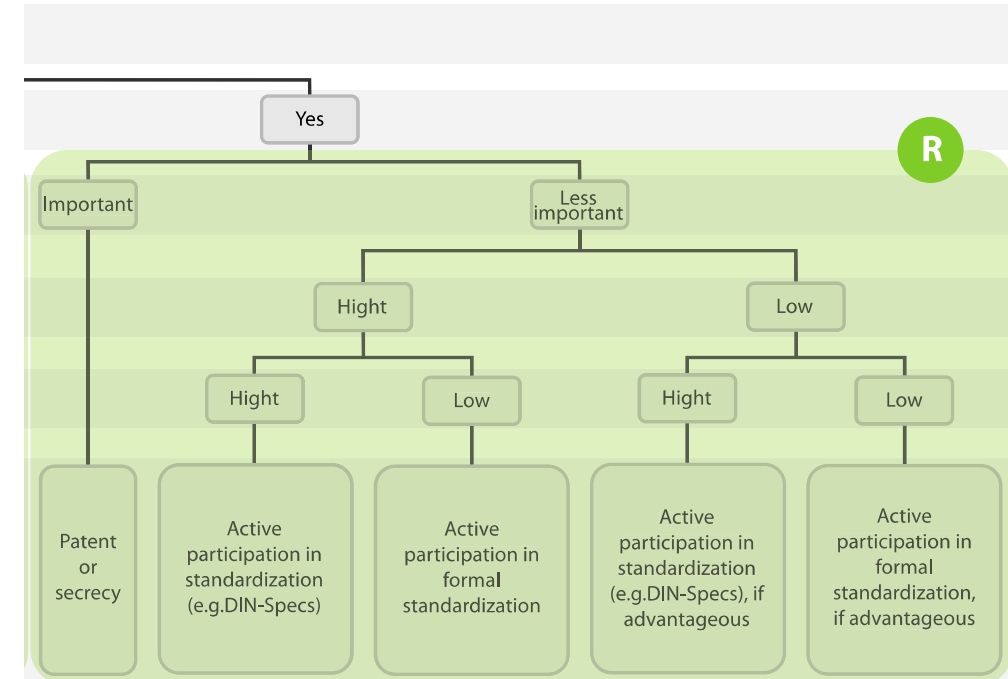 Yes
R
Important
Less
important
Hight
Low
Hight
Low
Hight
Low
Patent
or
secrecy
Active
participation in
standardization
(e.g.DIN-Specs)
Active
participation in
formal
standardization
Active
participation in
standardization
(e.g.DIN-Specs), if
advantageous
Active
participation in
formal
standardization,
if advantageous